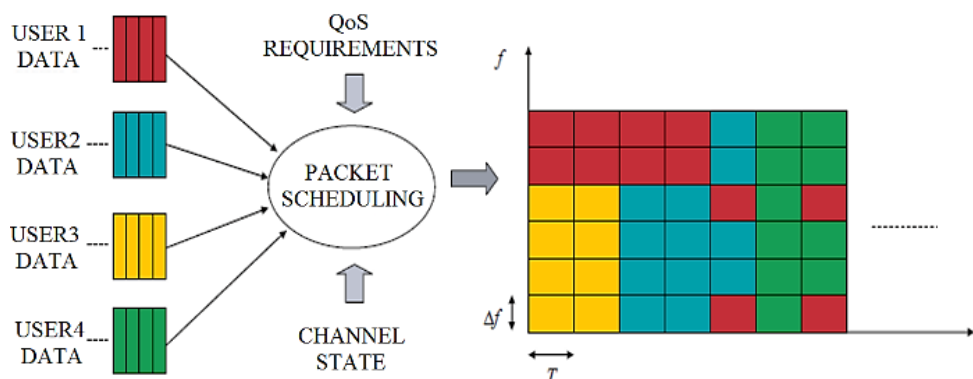 USER 1
DATA
USER2
DATA
USER3
DATA
USER4
DATA
QoS
REQUIREMENTS
PACKET
SCHEDULING
CHANNEL
STATE
f
Δf
T